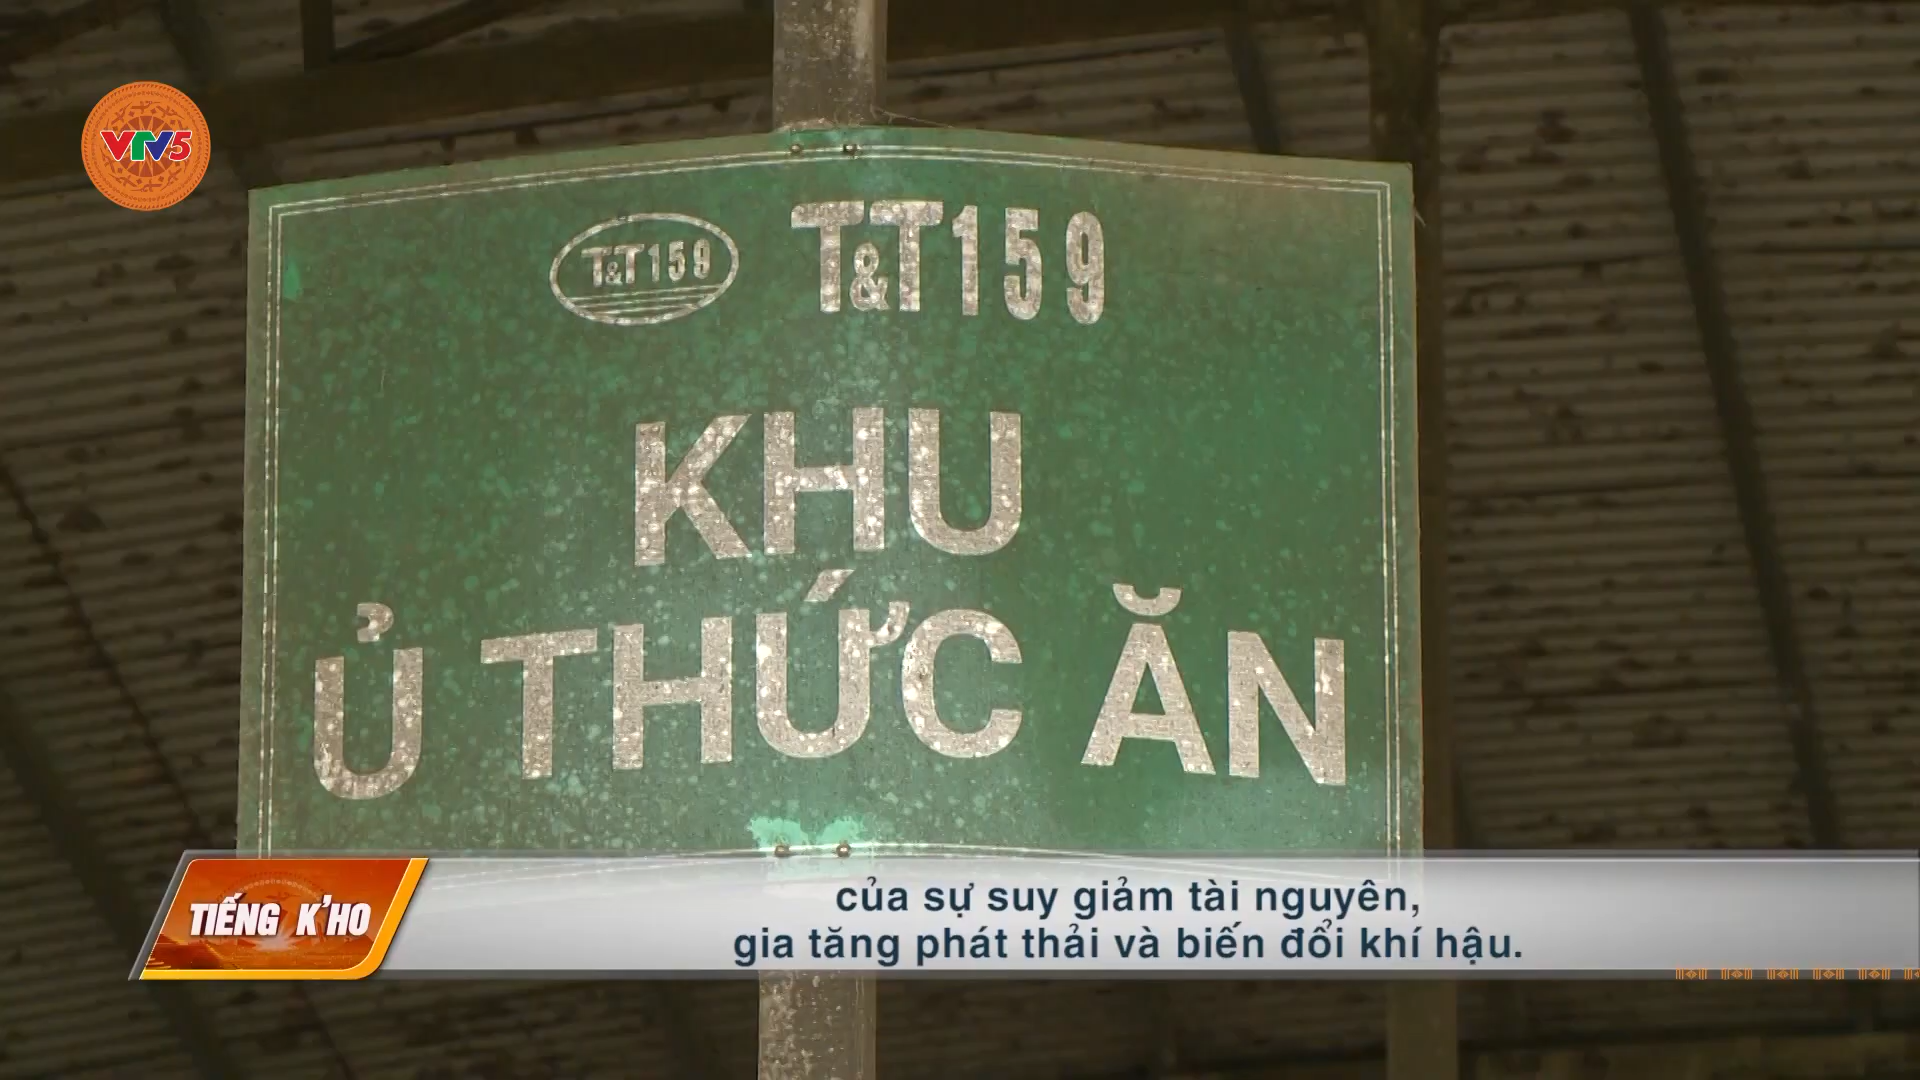 VTV5
T&T159 T&T159
KHU
Ủ THỨC ĂN
TIẾNG K'HO
của sự suy giảm tài nguyên,
gia tăng phát thải và biến đổi khí hậu.